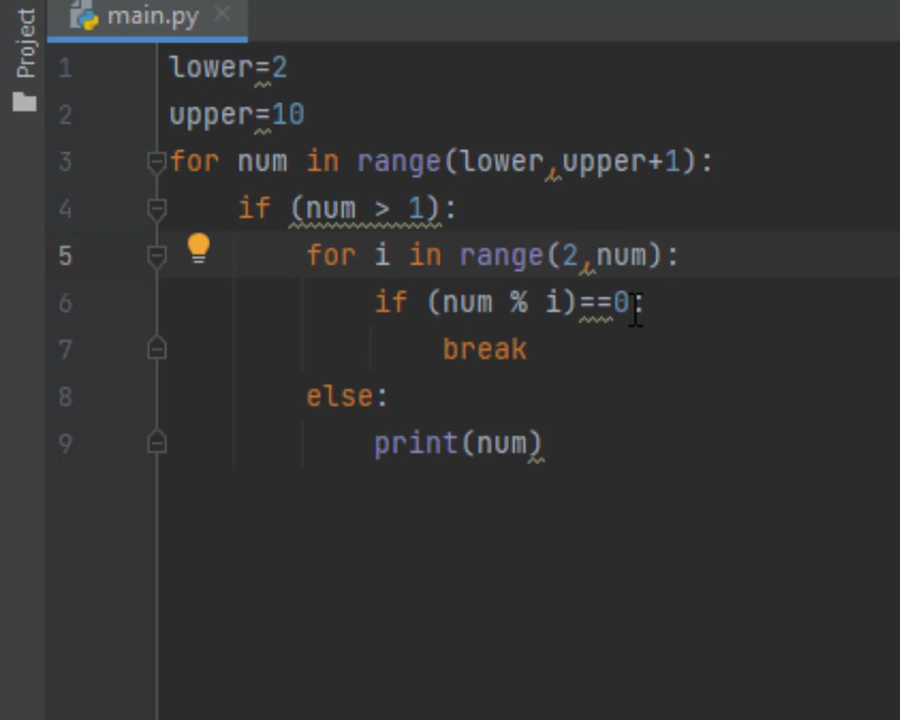 Project
main.py
1 lower=2
2 upper=10
3 for num in range(lower,upper+1):
4 if (num > 1):
5 for i in range(2,num):
6 if (num % i)==0:
7 break
8 else:
9 print(num)